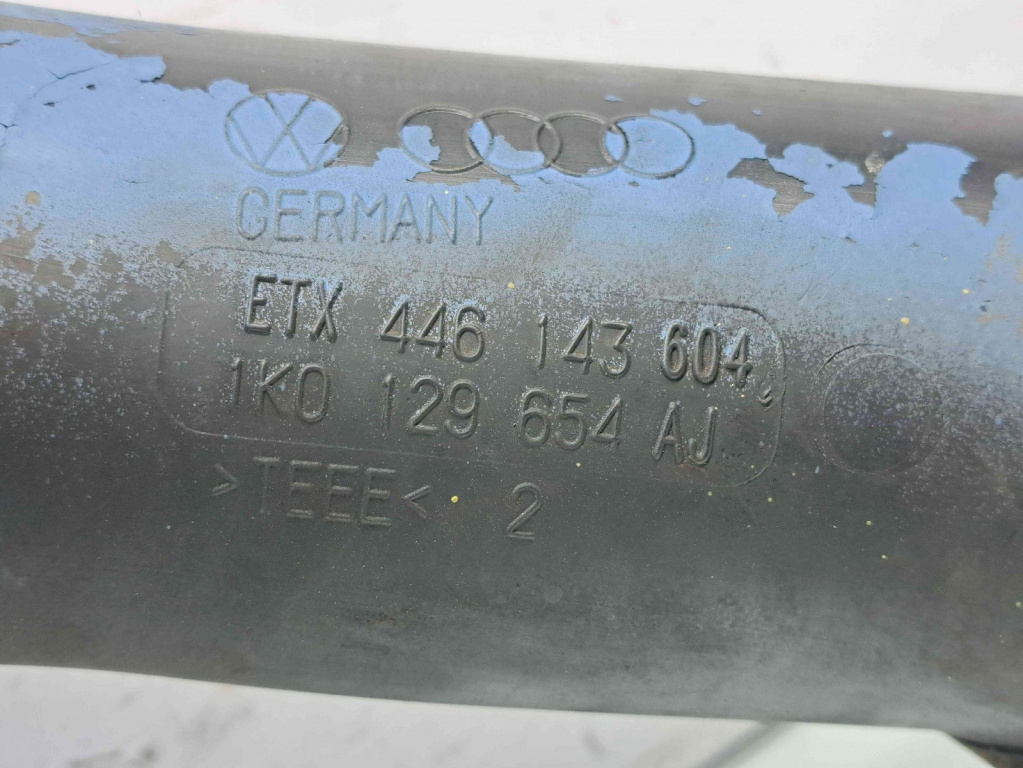 GERMANY
ETX 446 143 604
1K0 129 654 AJ
>TEEE< 2